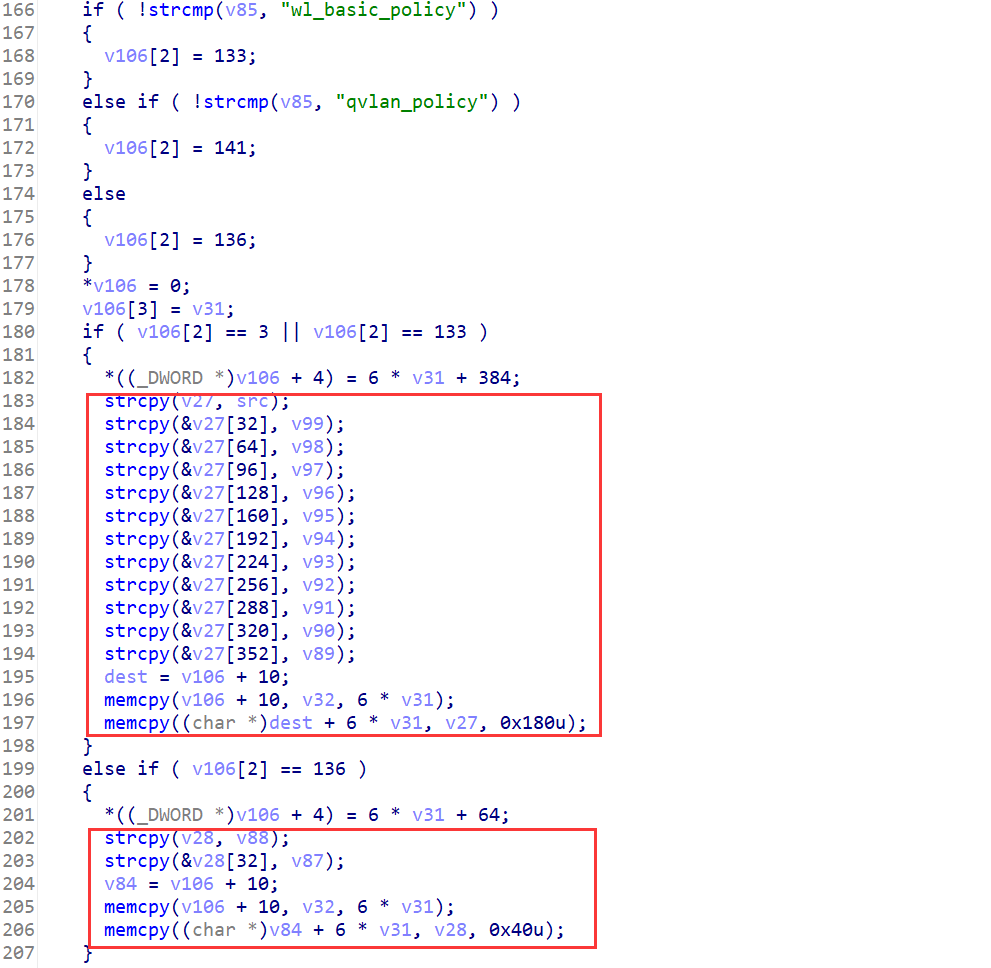 166 if ( !strcmp(v85, "wl_basic_policy") )
167 {
168 v106[2] = 133;
169 }
170 else if ( !strcmp(v85, "qvlan_policy") )
171 {
172 v106[2] = 141;
173 }
174 else
175 {
176 v106[2] = 136;
177 }
178 *v106 = 0;
179 v106[3] = v31;
180 if ( v106[2] == 3 || v106[2] == 133 )
181 {
182 *((_DWORD *)v106 + 4) = 6 * v31 + 384;
183 strcpy(v27, src);
184 strcpy(&v27[32], v99);
185 strcpy(&v27[64], v98);
186 strcpy(&v27[96], v97);
187 strcpy(&v27[128], v96);
188 strcpy(&v27[160], v95);
189 strcpy(&v27[192], v94);
190 strcpy(&v27[224], v93);
191 strcpy(&v27[256], v92);
192 strcpy(&v27[288], v91);
193 strcpy(&v27[320], v90);
194 strcpy(&v27[352], v89);
195 dest = v106 + 10;
196 memcpy(v106 + 10, v32, 6 * v31);
197 memcpy((char *)dest + 6 * v31, v27, 0x180u);
198 }
199 else if ( v106[2] == 136 )
200 {
201 *((_DWORD *)v106 + 4) = 6 * v31 + 64;
202 strcpy(v28, v88);
203 strcpy(&v28[32], v87);
204 v84 = v106 + 10;
205 memcpy(v106 + 10, v32, 6 * v31);
206 memcpy((char *)v84 + 6 * v31, v28, 0x40u);
207 }